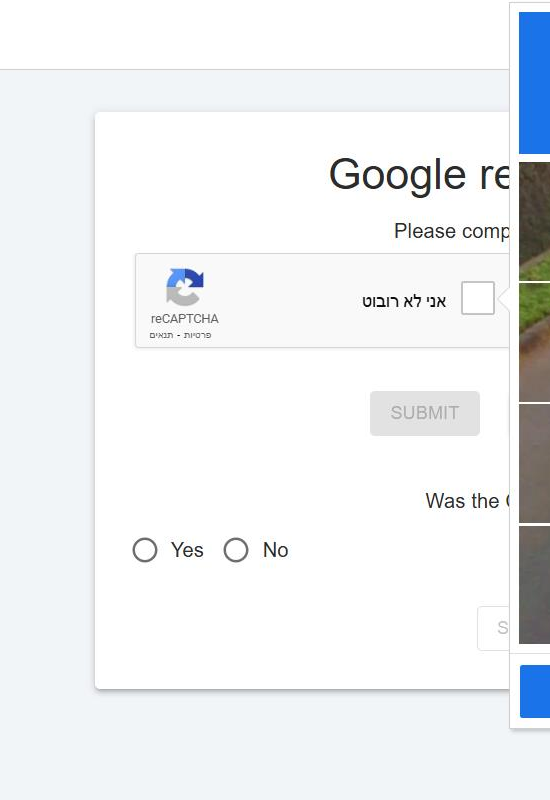 Google re
Please comp
אני לא רובוט
reCAPTCHA
פרטיות - תנאים
SUBMIT
Was the
Yes
No
S